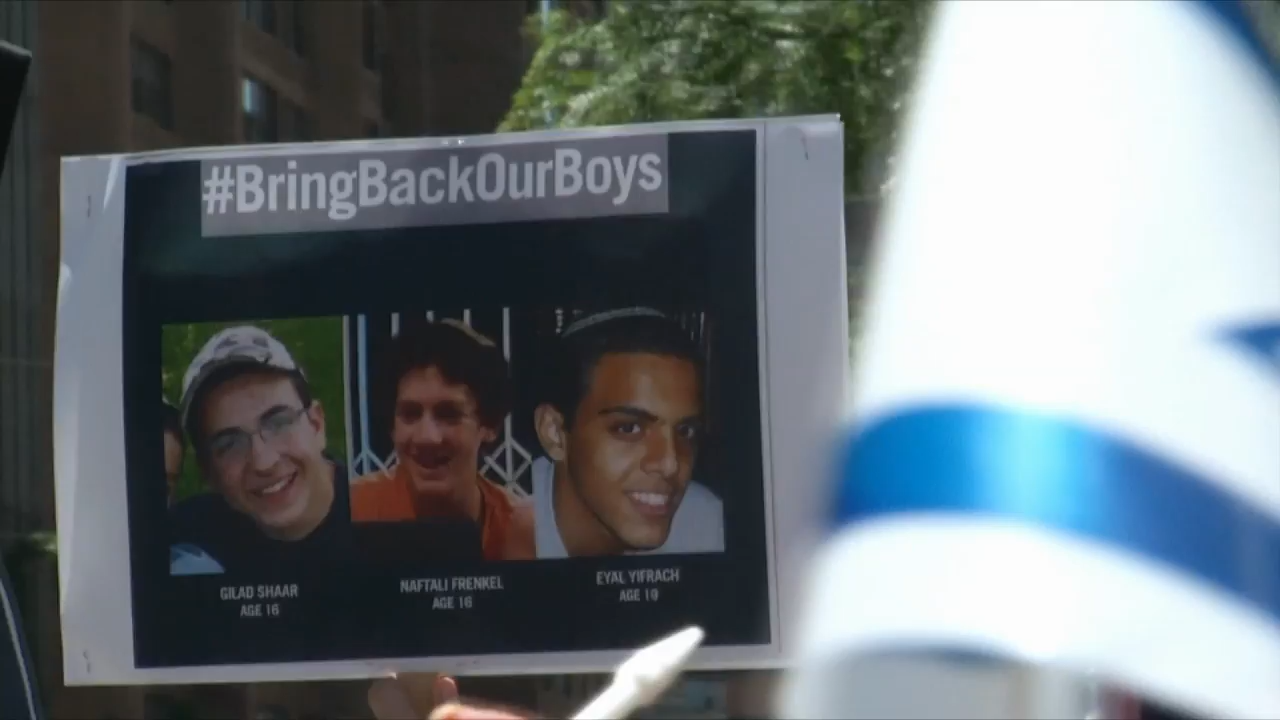 #BringBackOurBoys
GILAD SHAAR
AGE 16
NAFTALI FRENKEL
AGE 16
EYAL YIFRACH
AGE 19